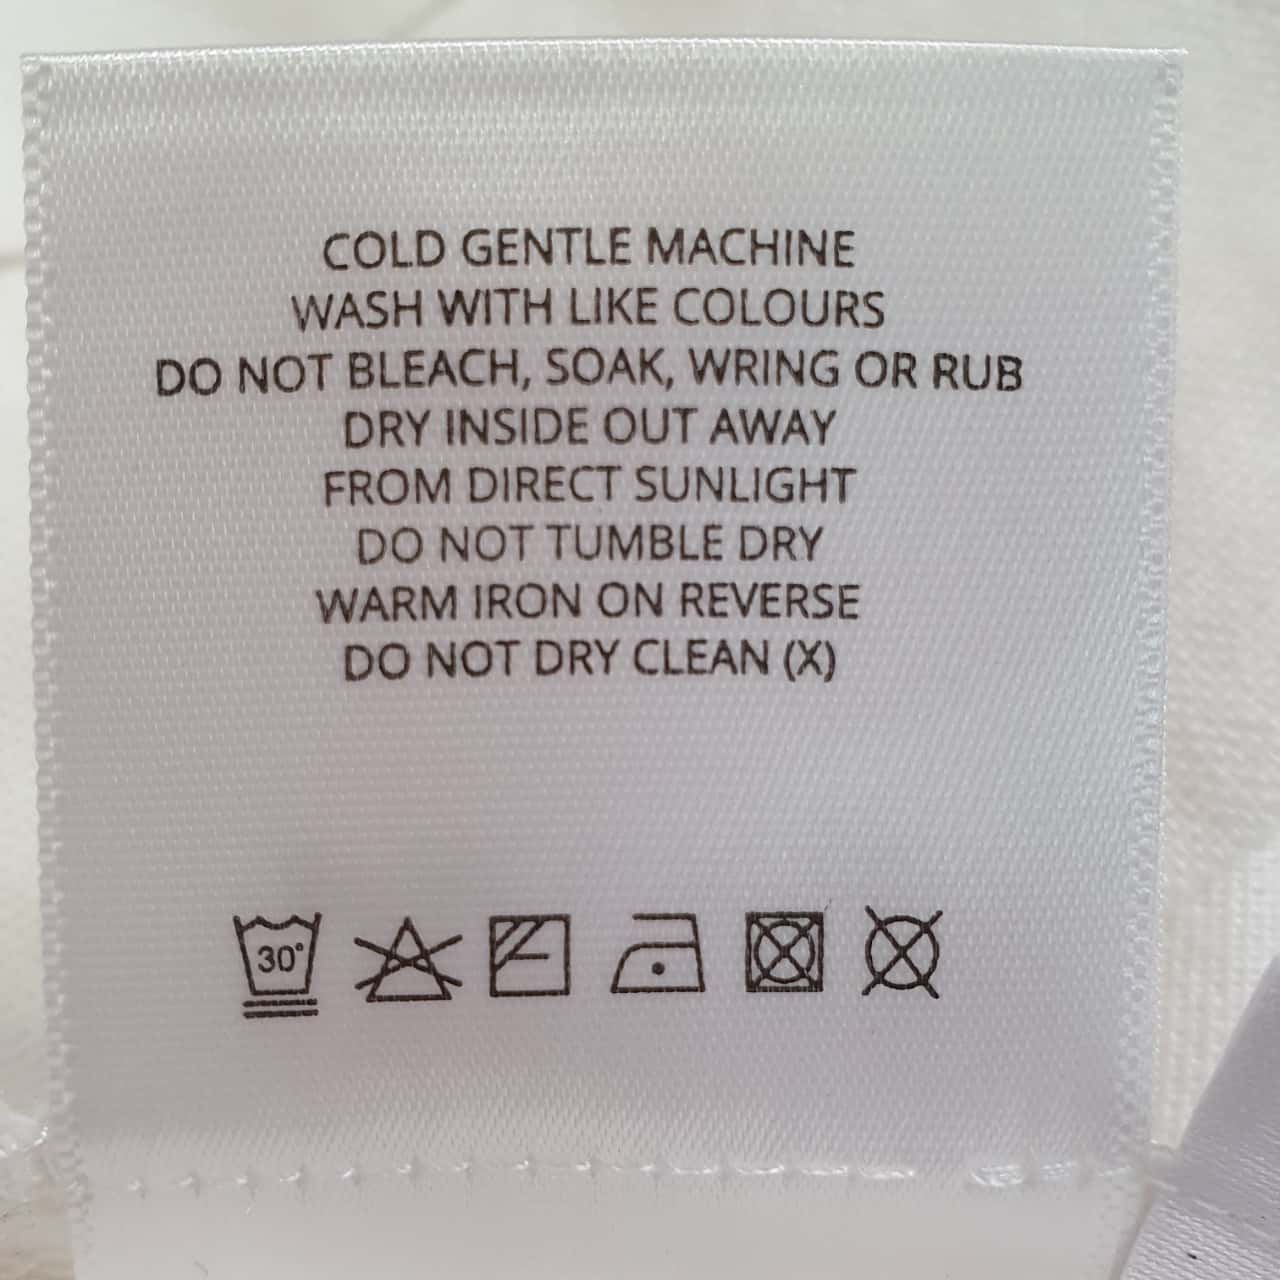 COLD GENTLE MACHINE
WASH WITH LIKE COLOURS
DO NOT BLEACH, SOAK, WRING OR RUB
DRY INSIDE OUT AWAY
FROM DIRECT SUNLIGHT
DO NOT TUMBLE DRY
WARM IRON ON REVERSE
DO NOT DRY CLEAN (X)
30°